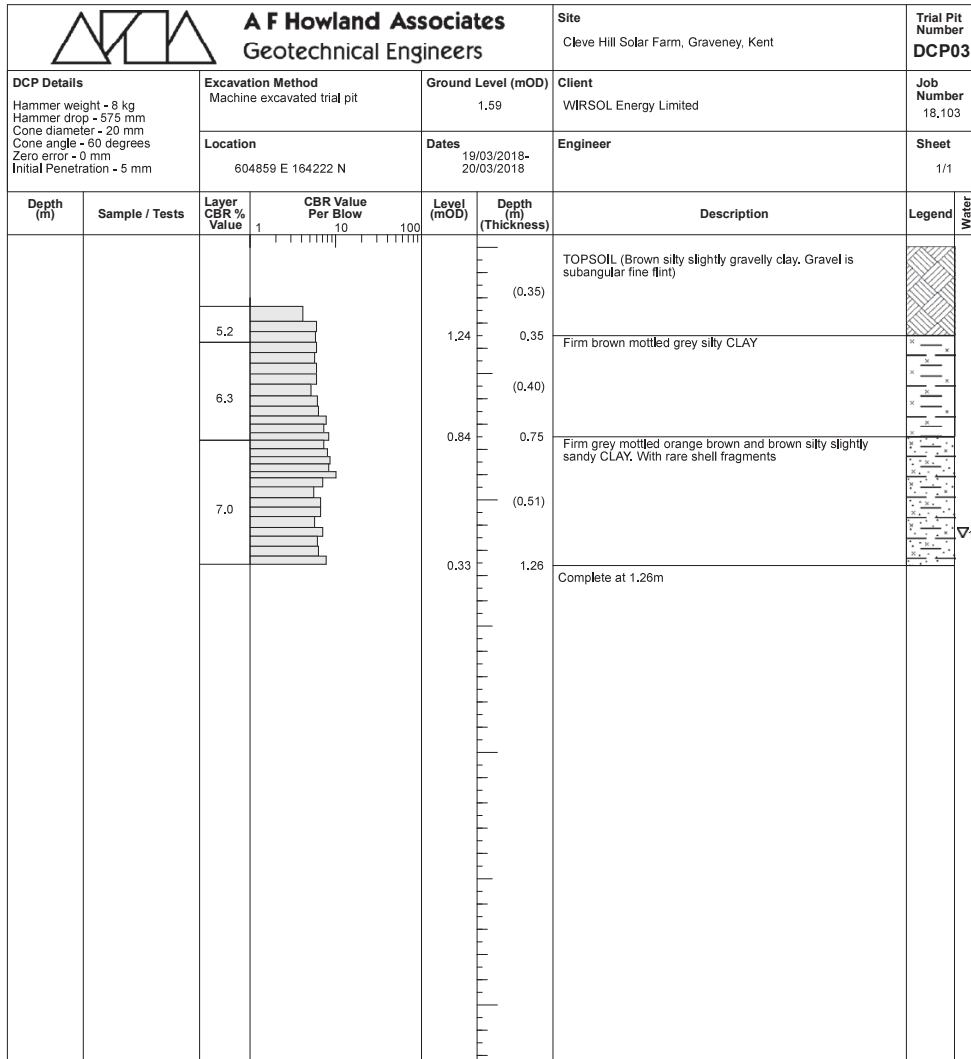 A F Howland Associates
Geotechnical Engineers
Site
Cleve Hill Solar Farm, Graveney, Kent
Trial Pit
Number
DCP03
DCP Details
Hammer weight - 8 kg
Hammer drop - 575 mm
Cone diameter - 20 mm
Cone angle - 60 degrees
Zero error - 0 mm
Initial Penetration - 5 mm
Excavation Method
Machine excavated trial pit
Ground Level (mOD)
1.59
Client
WIRSOL Energy Limited
Job
Number
18.103
Location
604859 E 164222 N
Dates
19/03/2018-
20/03/2018
Engineer
Sheet
1/1
Depth
(m)
Sample / Tests
Layer
CBR %
Value
CBR Value
Per Blow
1 10 100
Level
(mOD)
Depth
(m)
(Thickness)
Description
Legend
Water
TOPSOIL (Brown silty slightly gravelly clay. Gravel is
subangular fine flint)
(0.35)
5.2
1.24
0.35
Firm brown mottled grey silty CLAY
(0.40)
6.3
0.84
0.75
Firm grey mottled orange brown and brown silty slightly
sandy CLAY. With rare shell fragments
(0.51)
7.0
0.33
1.26
Complete at 1.26m